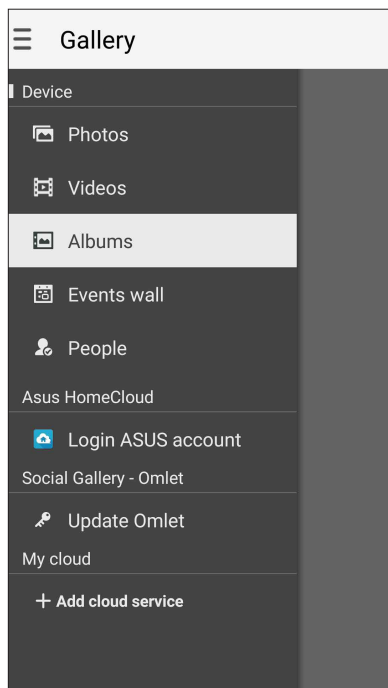 Gallery
Device
Photos
Videos
Albums
Events wall
People
Asus HomeCloud
Login ASUS account
Social Gallery - Omlet
Update Omlet
My cloud
+ Add cloud service